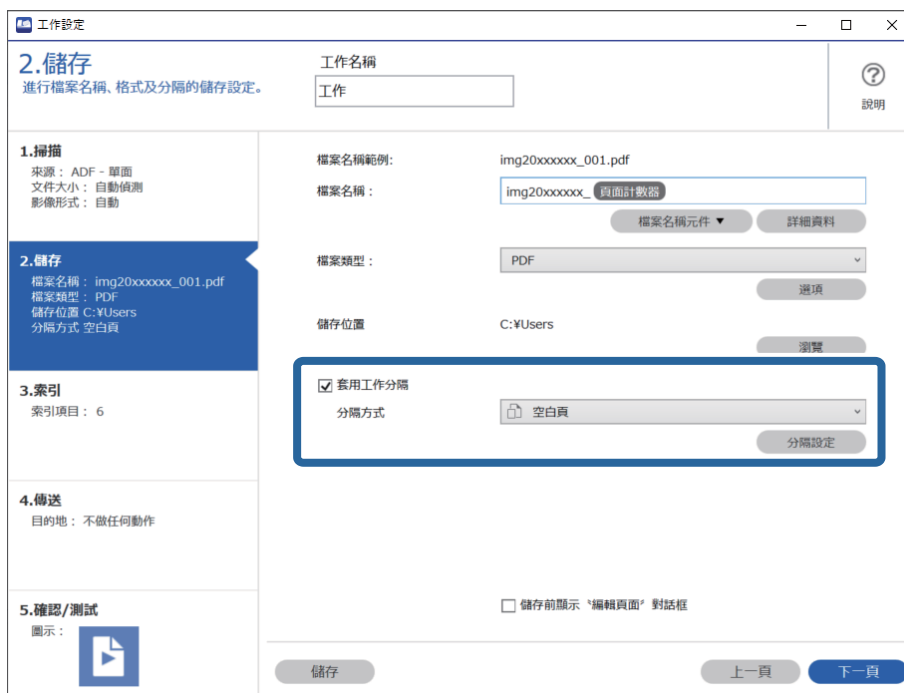 工作設定
2.儲存
進行檔案名稱、格式及分隔的儲存設定。
工作名稱
工作
說明
1.掃描
來源： ADF - 單面
文件大小： 自動偵測
影像形式： 自動
2.儲存
檔案名稱： img20xxxxxx_001.pdf
檔案類型： PDF
儲存位置 C:¥Users
分隔方式 空白頁
3.索引
索引項目： 6
4.傳送
目的地： 不做任何動作
5.確認/測試
圖示：
檔案名稱範例: img20xxxxxx_001.pdf
檔案名稱： img20xxxxxx_ 頁面計數器
檔案名稱元件▼ 詳細資料
檔案類型： PDF
選項
儲存位置 C:¥Users
瀏覽
套用工作分隔
分隔方式 空白頁
分隔設定
儲存前顯示〝編輯頁面〞對話框
儲存 上一頁 下一頁